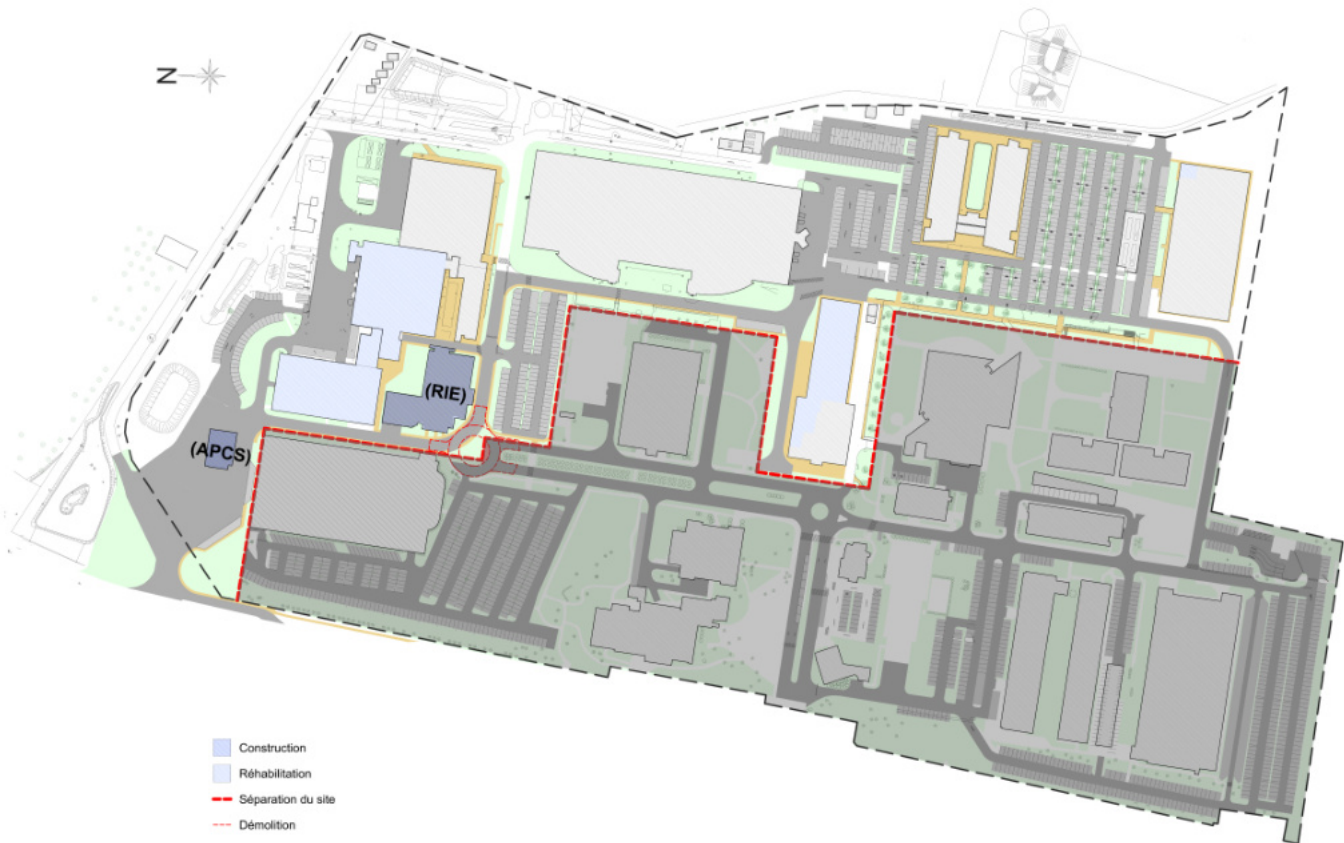 N
(RIE)
(APCS)
Construction
Réhabilitation
Séparation du site
Démolition